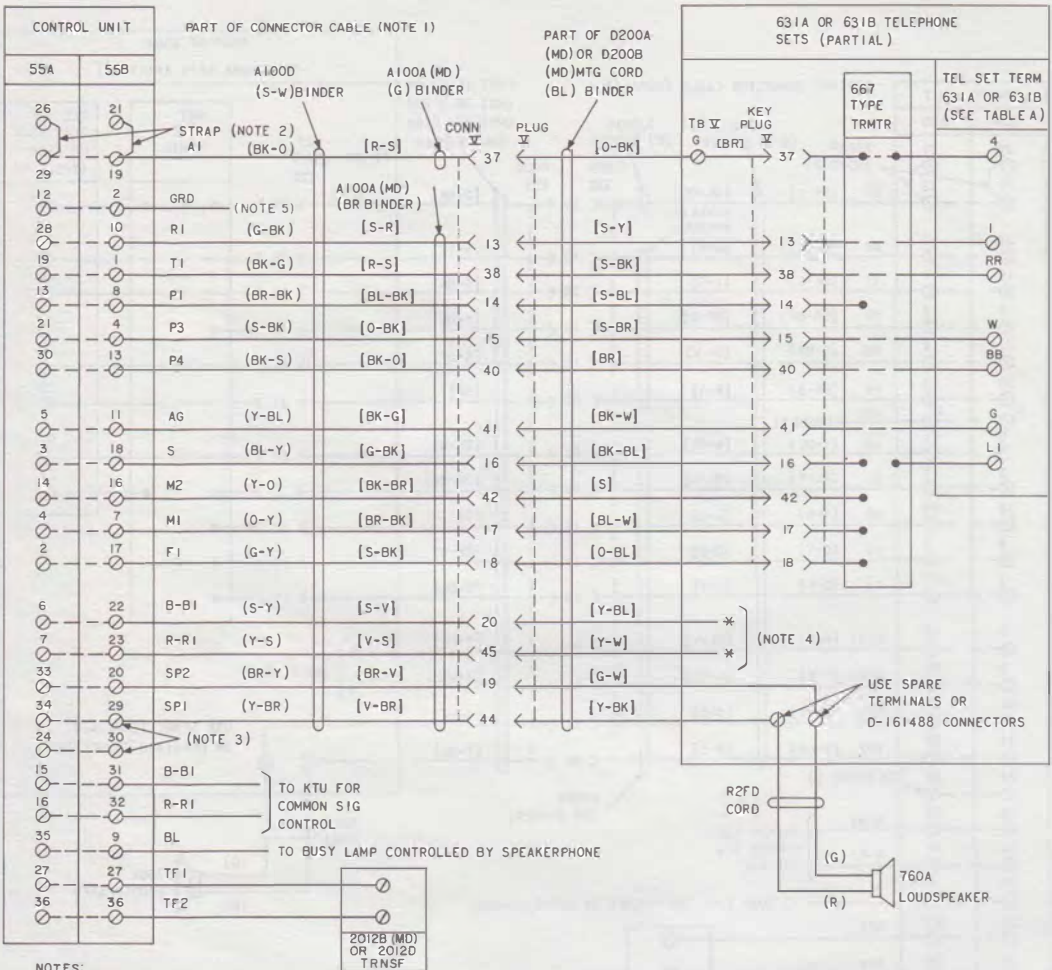 CONTROL UNIT
PART OF CONNECTOR CABLE (NOTE 1)
PART OF D200A
(MD) OR D200B
(MD) MTG CORD
(BL) BINDER
631A OR 631B TELEPHONE
SETS (PARTIAL)
55A 55B
A100D
(S-W) BINDER
A100A (MD)
(G) BINDER
667
TYPE
TRMTR
TEL SET TERM
631A OR 631B
(SEE TABLE A)
CONN
V
PLUG
V
TB V
KEY
PLUG
V
26 21
STRAP (NOTE 2)
A1 (BK-O) [R-S] 37 [O-BK] G [BR] 37 4
29 19
A100A (MD)
(BR BINDER)
12 2 GRD (NOTE 5)
28 10 R1 (G-BK) [S-R] 13 [S-Y] 13 1
19 1 T1 (BK-G) [R-S] 38 [S-BK] 38 RR
13 8 P1 (BR-BK) [BL-BK] 14 [S-BL] 14
21 4 P3 (S-BK) [O-BK] 15 [S-BR] 15 W
30 13 P4 (BK-S) [BK-O] 40 [BR] 40 BB
5 11 AG (Y-BL) [BK-G] 41 [BK-W] 41 G
3 18 S (BL-Y) [G-BK] 16 [BK-BL] 16 L1
14 16 M2 (Y-O) [BK-BR] 42 [S] 42
4 7 M1 (O-Y) [BR-BK] 17 [BL-W] 17
2 17 F1 (G-Y) [S-BK] 18 [O-BL] 18
6 22 B-B1 (S-Y) [S-V] 20 [Y-BL] *
7 23 R-R1 (Y-S) [V-S] 45 [Y-W] *
(NOTE 4)
33 20 SP2 (BR-Y) [BR-V] 19 [G-W]
34 29 SP1 (Y-BR) [V-BR] 44 [Y-BK]
USE SPARE
TERMINALS OR
D-161488 CONNECTORS
24 30 (NOTE 3)
15 31 B-B1
16 32 R-R1
TO KTU FOR
COMMON SIG
CONTROL
35 9 BL TO BUSY LAMP CONTROLLED BY SPEAKERPHONE
27 27 TF1
36 36 TF2
2012B (MD)
OR 2012D
TRNSF
R2FD
CORD
(G)
(R)
760A
LOUDSPEAKER
NOTES: